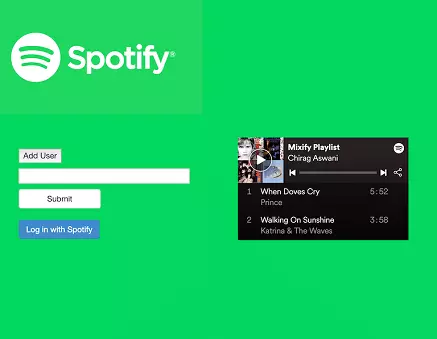 Spotify®
Add User
Submit
Log in with Spotify
Mixify Playlist
Chirag Aswani
1 When Doves Cry 5:52
Prince
2 Walking On Sunshine 3:58
Katrina & The Waves